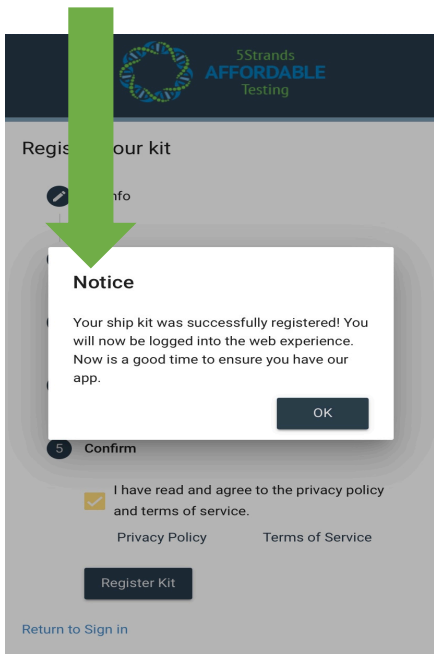 5Strands
AFFORDABLE
Testing
Regis our kit
nfo
Notice
Your ship kit was successfully registered! You
will now be logged into the web experience.
Now is a good time to ensure you have our
app.
OK
5 Confirm
I have read and agree to the privacy policy
and terms of service.
Privacy Policy Terms of Service
Register Kit
Return to Sign in